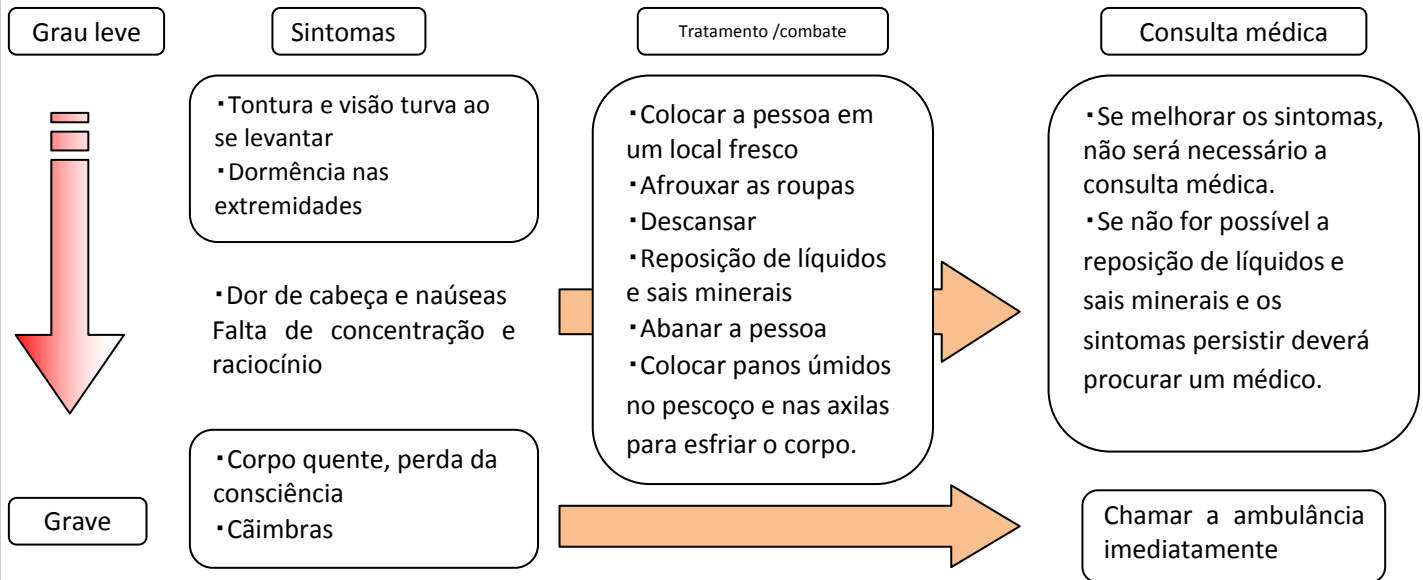 Grau leve
Sintomas
Tratamento /combate
Consulta médica
・Tontura e visão turva ao
se levantar
・Dormência nas
extremidades
・Dor de cabeça e naúseas
Falta de concentração e
raciocínio
・Corpo quente, perda da
consciência
・Cãimbras
・Colocar a pessoa em
um local fresco
・Afrouxar as roupas
・Descansar
・Reposição de líquidos
e sais minerais
・Abanar a pessoa
・Colocar panos úmidos
no pescoço e nas axilas
para esfriar o corpo.
・Se melhorar os sintomas,
não será necessário a
consulta médica.
・Se não for possível a
reposição de líquidos e
sais minerais e os
sintomas persistir deverá
procurar um médico.
Grave
Chamar a ambulância
imediatamente